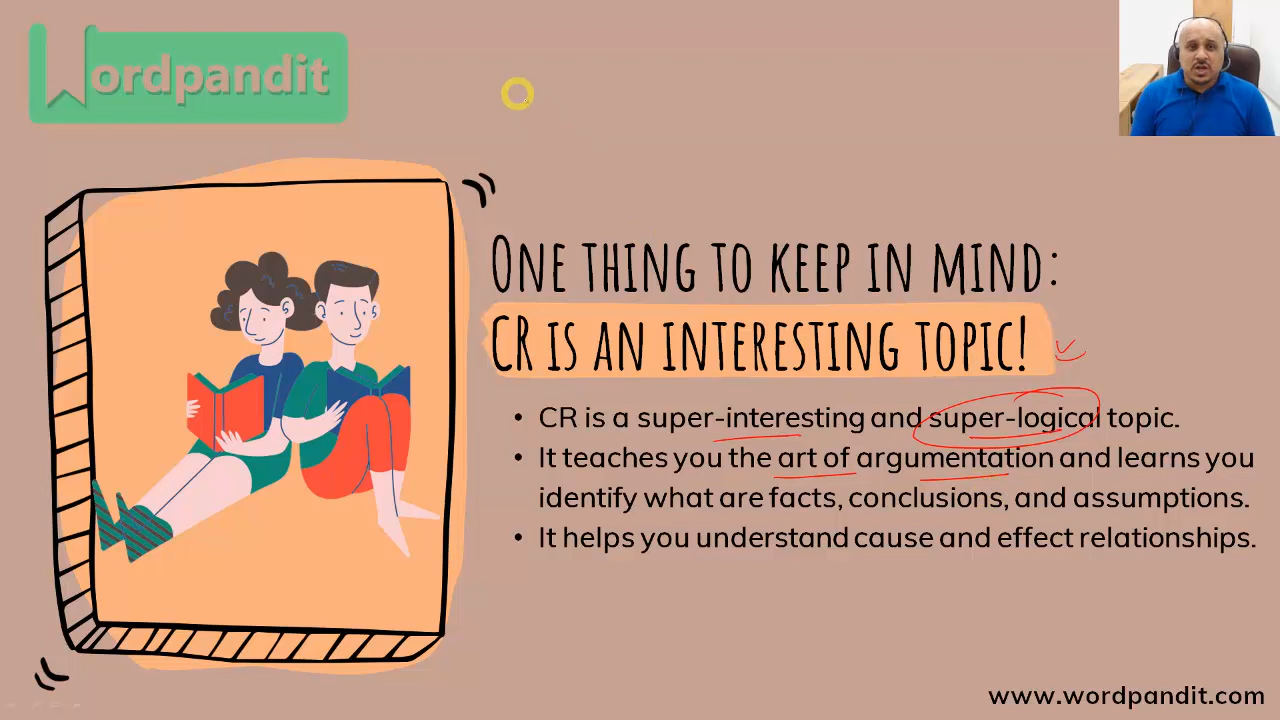 Wordpandit
ONE THING TO KEEP IN MIND:
CR IS AN INTERESTING TOPIC!
• CR is a super-interesting and super-logical topic.
• It teaches you the art of argumentation and learns you
identify what are facts, conclusions, and assumptions.
• It helps you understand cause and effect relationships.
www.wordpandit.com